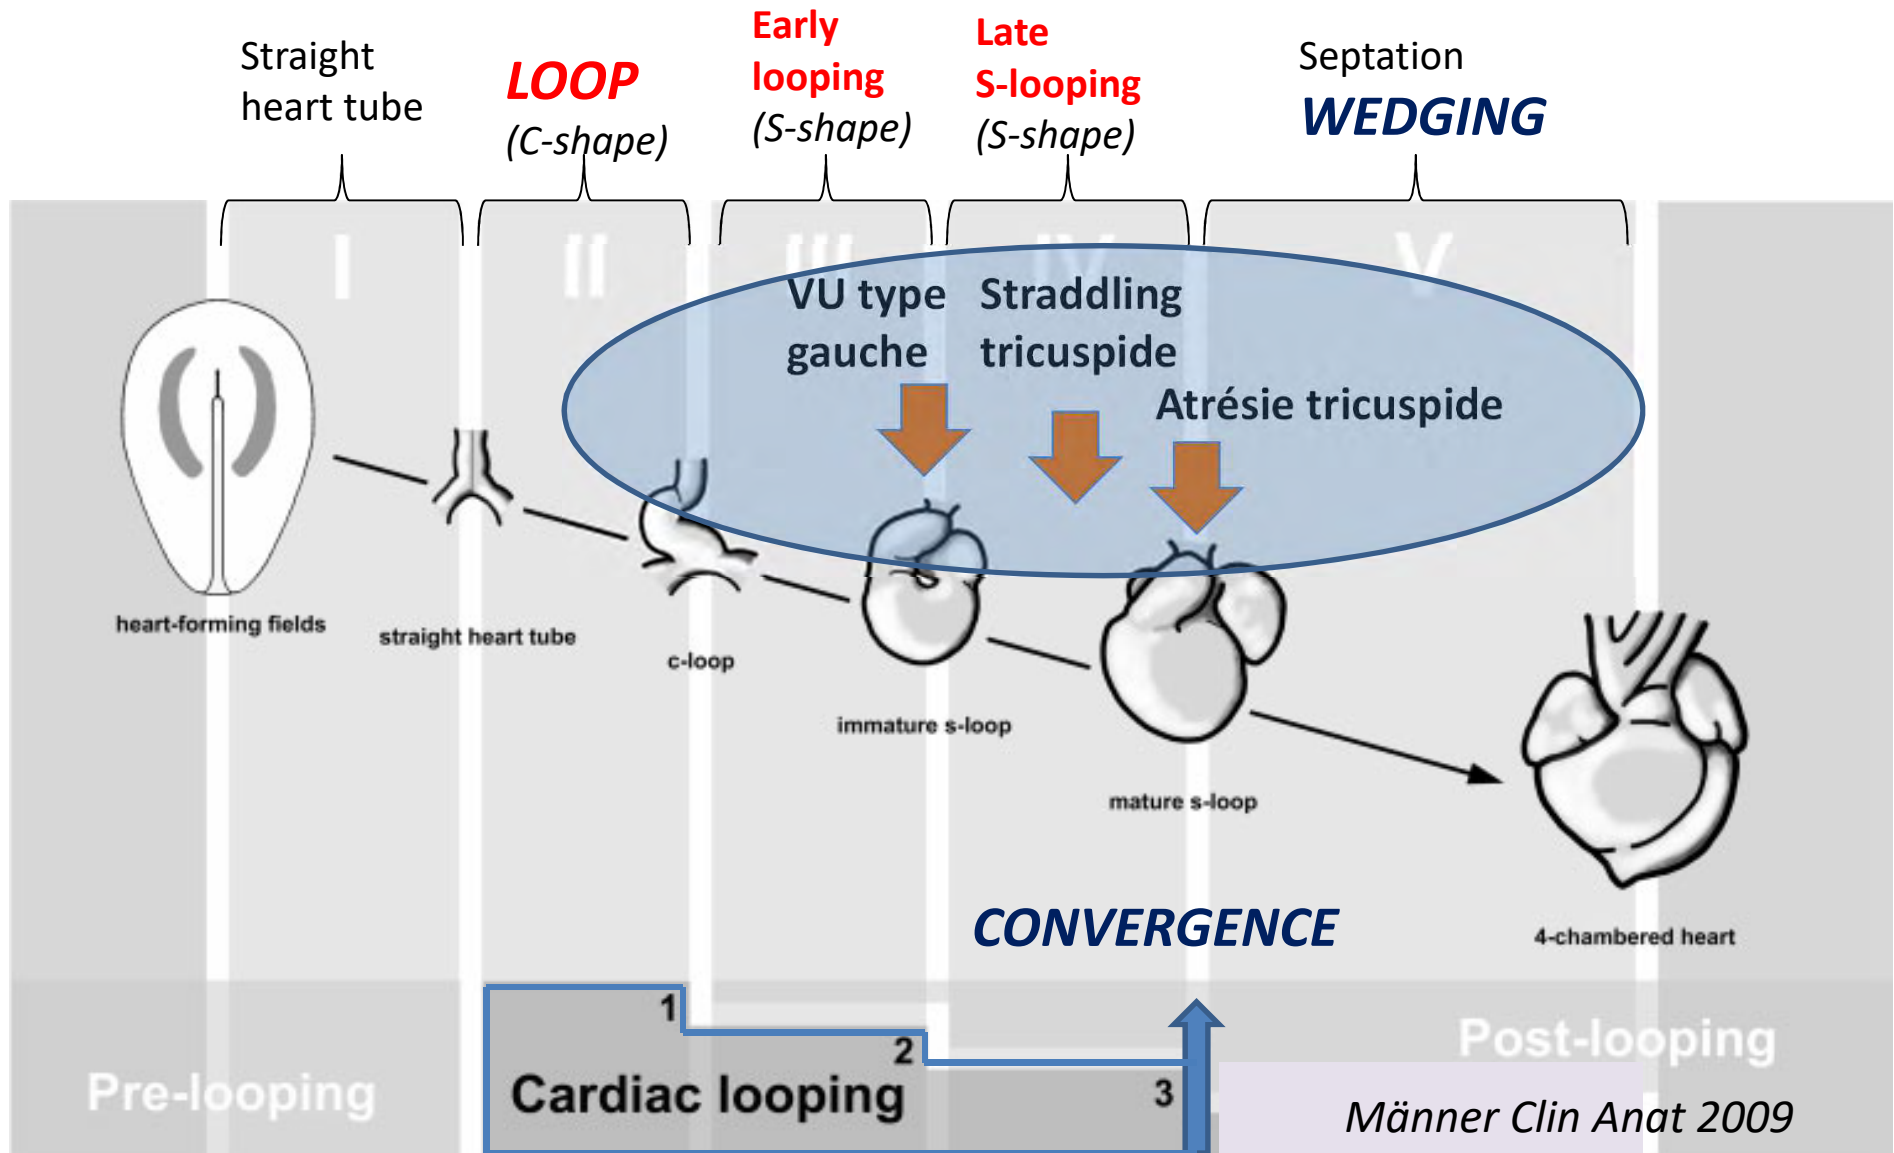 Straight
heart tube
LOOP
(C-shape)
Early
looping
(S-shape)
Late
S-looping
(S-shape)
Septation
WEDGING
I
II
III
IV
V
VU type
gauche
Straddling
tricuspide
Atrésie tricuspide
heart-forming fields
straight heart tube
c-loop
immature s-loop
mature s-loop
4-chambered heart
CONVERGENCE
1
2
3
Pre-looping
Cardiac looping
Post-looping
Männer Clin Anat 2009